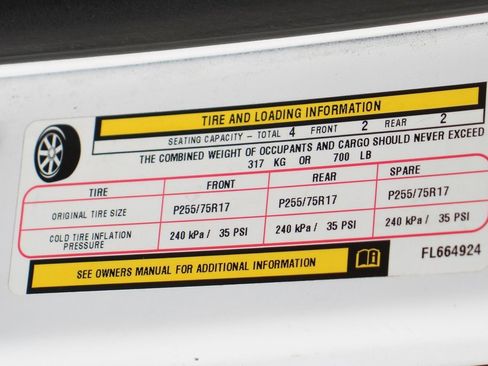 TIRE AND LOADING INFORMATION
SEATING CAPACITY - TOTAL 4 FRONT 2 REAR 2
THE COMBINED WEIGHT OF OCCUPANTS AND CARGO SHOULD NEVER EXCEED
317 KG OR 700 LB
TIRE FRONT REAR SPARE
ORIGINAL TIRE SIZE P255/75R17 P255/75R17 P255/75R17
COLD TIRE INFLATION PRESSURE 240 kPa / 35 PSI 240 kPa / 35 PSI 240 kPa / 35 PSI
SEE OWNERS MANUAL FOR ADDITIONAL INFORMATION
FL664924